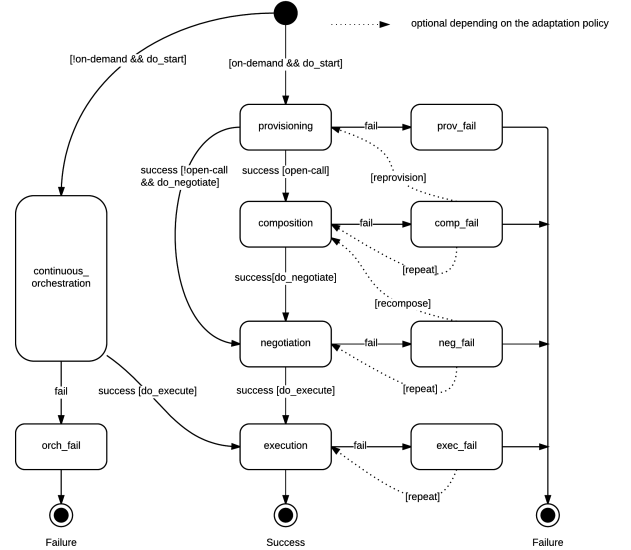 optional depending on the adaptation policy
[!on-demand && do_start]
[on-demand && do_start]
provisioning
fail
prov_fail
success [!open-call
&& do_negotiate]
success [open-call]
[reprovision]
composition
fail
comp_fail
continuous_
orchestration
[repeat]
success[do_negotiate]
[recompose]
negotiation
fail
neg_fail
fail
success [do_execute]
success [do_execute]
[repeat]
orch_fail
execution
fail
exec_fail
[repeat]
Failure
Success
Failure